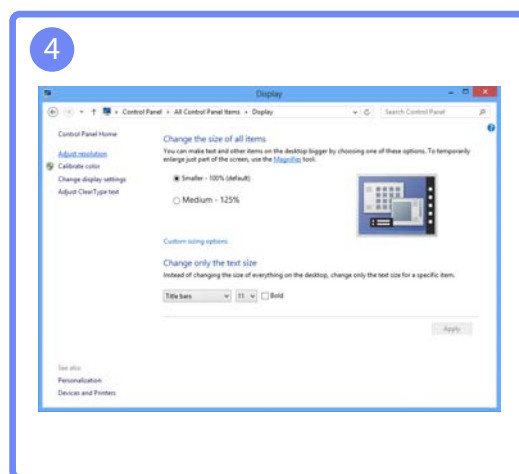 4
Display
Control Panel › All Control Panel Items › Display
Search Control Panel
Control Panel Home
Adjust resolution
Calibrate color
Change display settings
Adjust ClearType text
Change the size of all items
You can make text and other items on the desktop bigger by choosing one of these options. To temporarily
enlarge just part of the screen, use the Magnifier tool.
Smaller - 100% (default)
Medium - 125%
Custom sizing options
Change only the text size
Instead of changing the size of everything on the desktop, change only the text size for a specific item.
Title bars 11 Bold
Apply
See also
Personalization
Devices and Printers